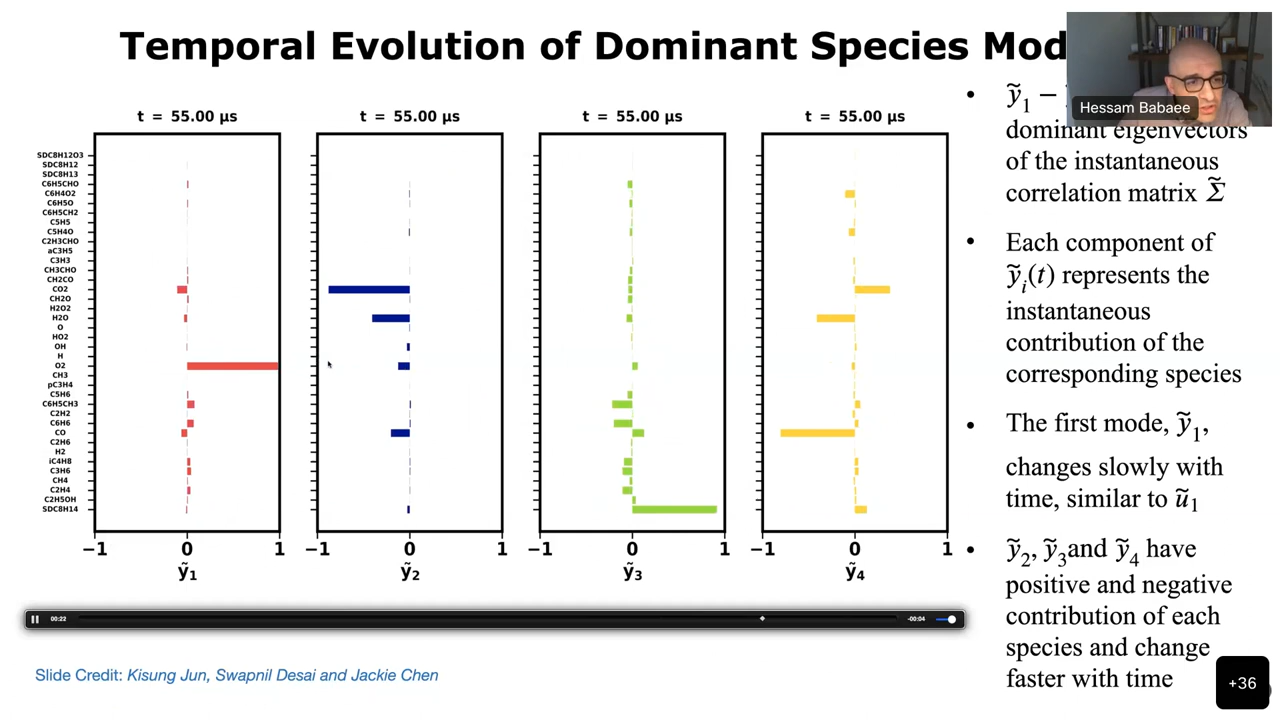 Temporal Evolution of Dominant Species Mod
Hessam Babaee
t = 55.00 µs
t = 55.00 µs
t = 55.00 µs
t = 55.00 µs
SDC8H12O3
SDC8H12
SDC8H13
C6H5CHO
C6H4O2
C6H5O
C6H5CH2
C5H5
C5H4O
C2H3CHO
aC3H5
C3H3
CH3CHO
CH2CO
CO2
CH2O
H2O2
H2O
O
HO2
OH
H
O2
CH3
pC3H4
C5H6
C6H5CH3
C2H2
C6H6
CO
C2H6
H2
iC4H8
C3H6
CH4
C2H4
C2H5OH
SDC8H14
−1 0 1
−1 0 1
−1 0 1
−1 0 1
ỹ₁
ỹ₂
ỹ₃
ỹ₄
00:22
-00:04
Slide Credit: Kisung Jun, Swapnil Desai and Jackie Chen
• ỹ₁ −
dominant eigenvectors
of the instantaneous
correlation matrix Σ̃
• Each component of
ỹᵢ(t) represents the
instantaneous
contribution of the
corresponding species
• The first mode, ỹ₁,
changes slowly with
time, similar to ũ₁
• ỹ₂, ỹ₃and ỹ₄ have
positive and negative
contribution of each
species and change
faster with time
+36